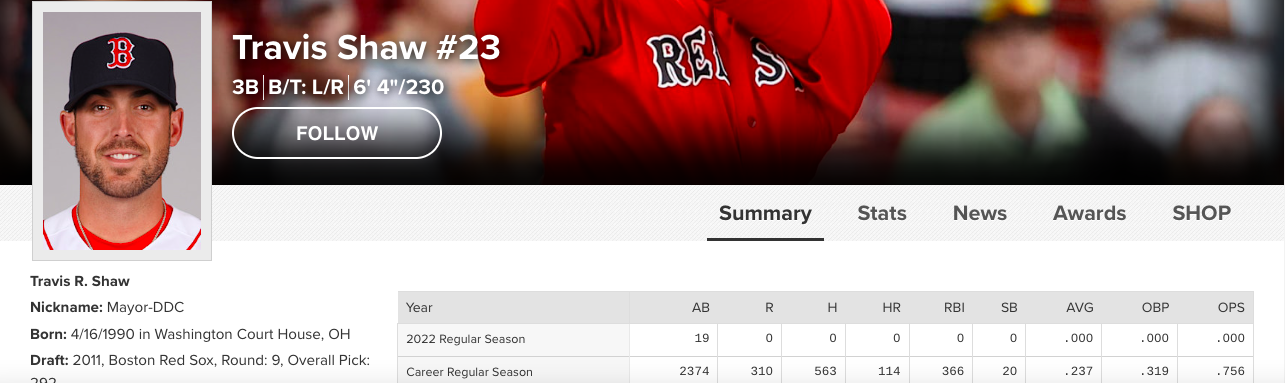 B
RED S
Travis Shaw #23
3B B/T: L/R 6' 4"/230
FOLLOW
Summary Stats News Awards SHOP
Travis R. Shaw
Nickname: Mayor-DDC
Born: 4/16/1990 in Washington Court House, OH
Draft: 2011, Boston Red Sox, Round: 9, Overall Pick:
292
Year AB R H HR RBI SB AVG OBP OPS
2022 Regular Season 19 0 0 0 0 0 .000 .000 .000
Career Regular Season 2374 310 563 114 366 20 .237 .319 .756